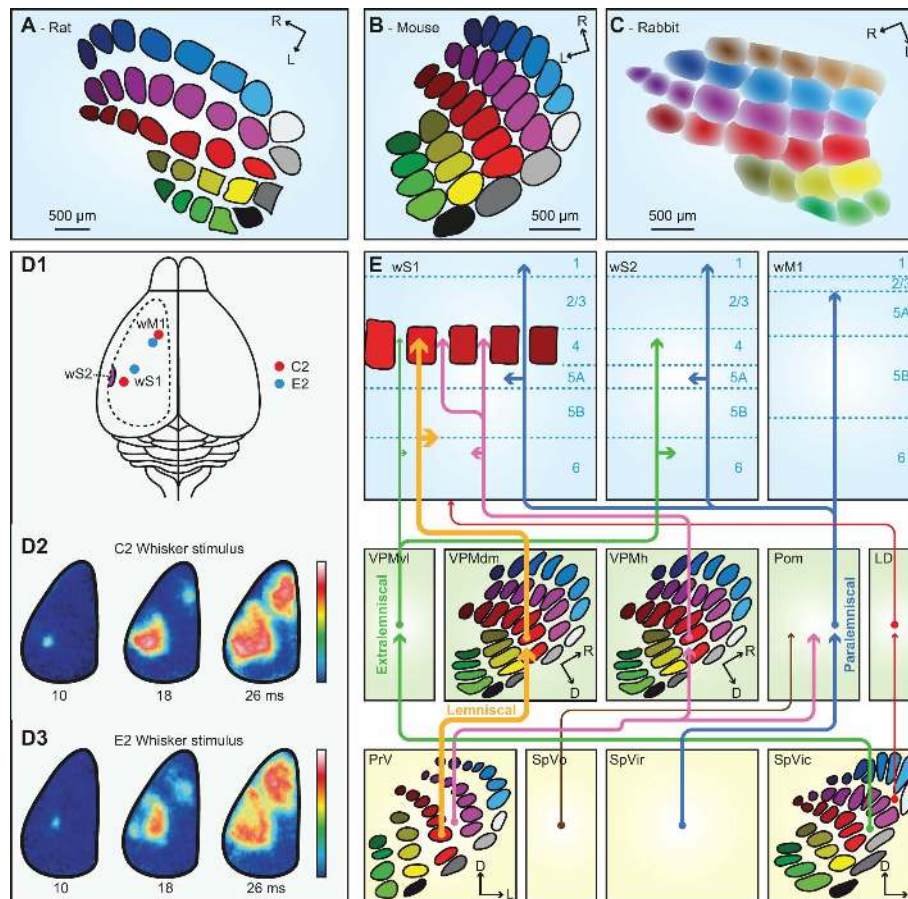 A - Rat
R
L
500 µm
B - Mouse
R
L
500 µm
C - Rabbit
R
L
500 µm
D1
wM1
wS2
wS1
C2
E2
D2
C2 Whisker stimulus
10
18
26 ms
D3
E2 Whisker stimulus
10
18
26 ms
E
wS1
1
2/3
4
5A
5B
6
wS2
1
2/3
4
5A
5B
6
wM1
1
2/3
5A
5B
6
VPMvl
Extralemniscal
VPMdm
R
D
VPMh
R
D
Pom
Paralemniscal
LD
Lemniscal
PrV
D
L
SpVo
SpVir
SpVic
D